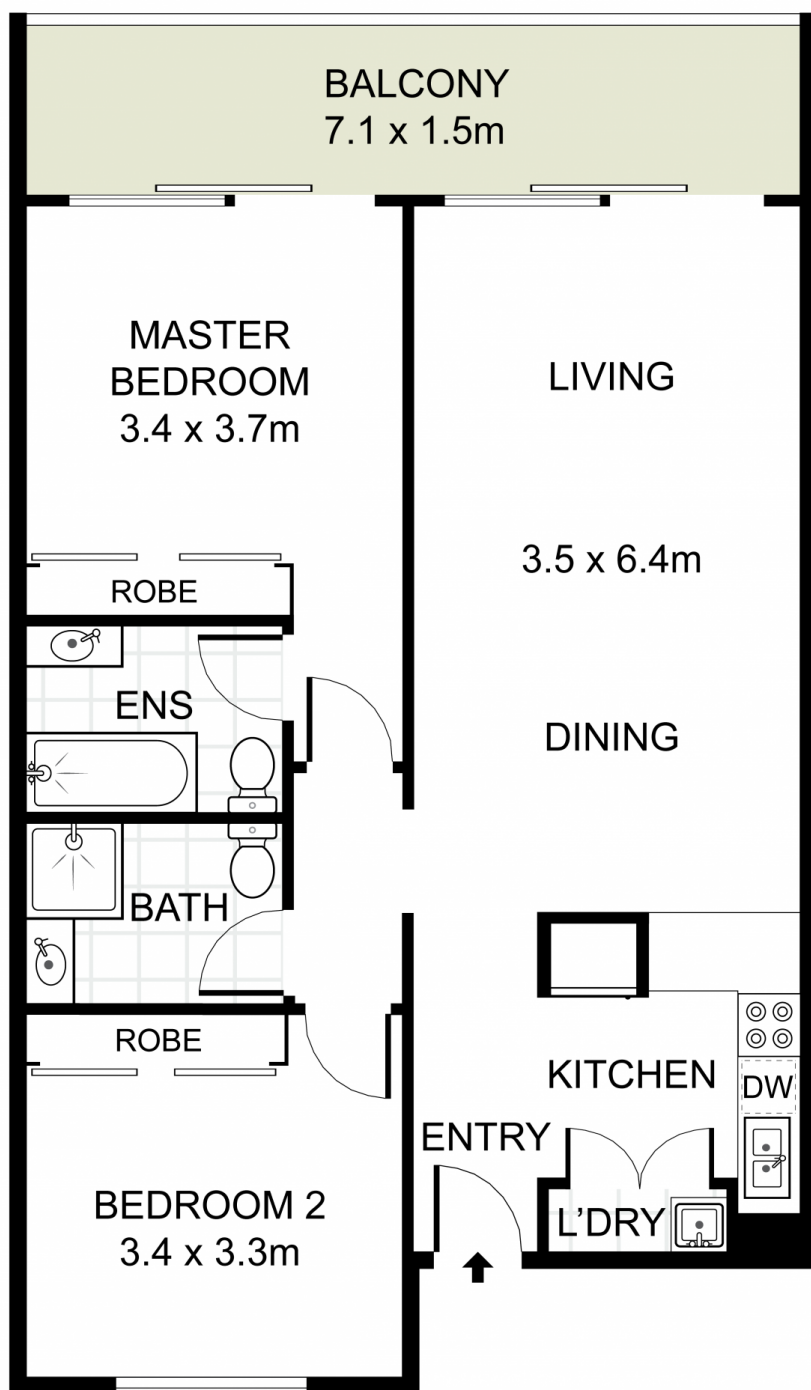 BALCONY
7.1 x 1.5m
MASTER
BEDROOM
3.4 x 3.7m
LIVING
3.5 x 6.4m
ROBE
ENS
DINING
BATH
ROBE
KITCHEN
DW
ENTRY
BEDROOM 2
3.4 x 3.3m
L'DRY